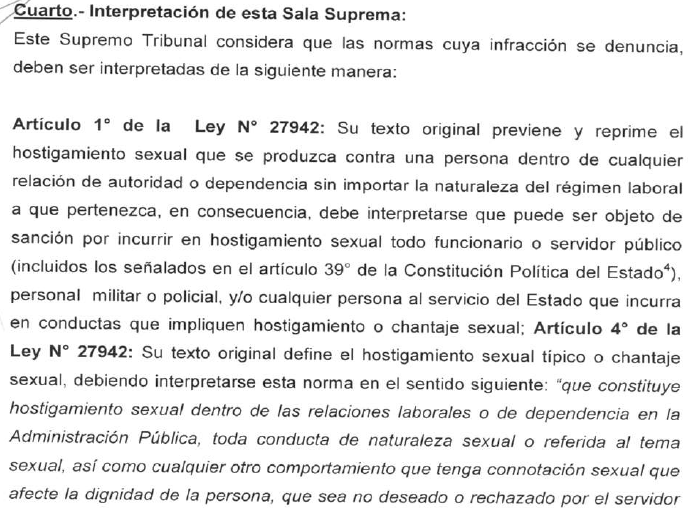 Cuarto.- Interpretación de esta Sala Suprema:
Este Supremo Tribunal considera que las normas cuya infracción se denuncia,
deben ser interpretadas de la siguiente manera:
Artículo 1° de la Ley N° 27942: Su texto original previene y reprime el
hostigamiento sexual que se produzca contra una persona dentro de cualquier
relación de autoridad o dependencia sin importar la naturaleza del régimen laboral
a que pertenezca, en consecuencia, debe interpretarse que puede ser objeto de
sanción por incurrir en hostigamiento sexual todo funcionario o servidor público
(incluidos los señalados en el artículo 39° de la Constitución Política del Estado⁴),
personal militar o policial, y/o cualquier persona al servicio del Estado que incurra
en conductas que impliquen hostigamiento o chantaje sexual; Artículo 4° de la
Ley N° 27942: Su texto original define el hostigamiento sexual típico o chantaje
sexual, debiendo interpretarse esta norma en el sentido siguiente: "que constituye
hostigamiento sexual dentro de las relaciones laborales o de dependencia en la
Administración Pública, toda conducta de naturaleza sexual o referida al tema
sexual, así como cualquier otro comportamiento que tenga connotación sexual que
afecte la dignidad de la persona, que sea no deseado o rechazado por el servidor